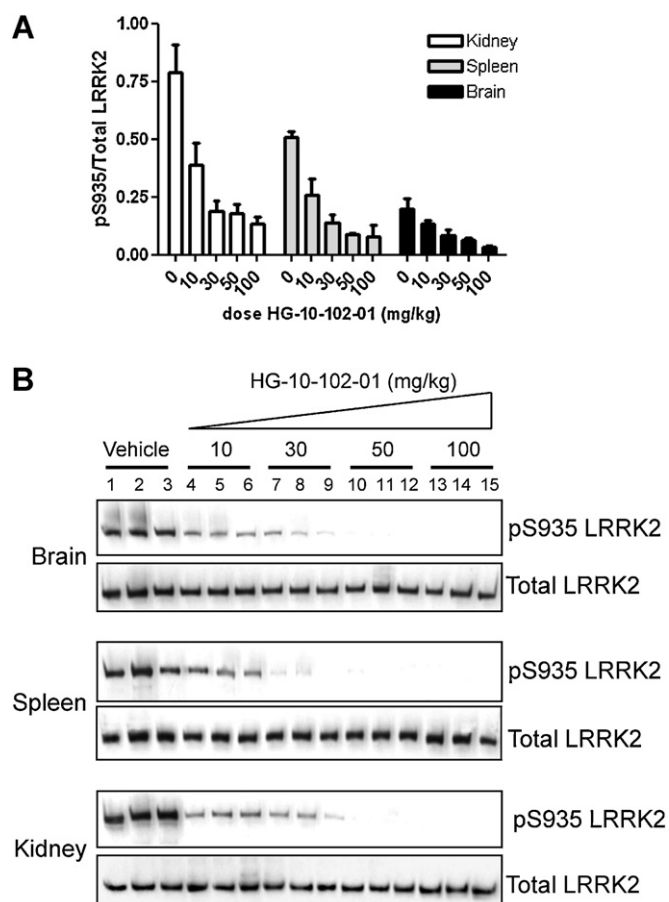 A
1.00
0.75
0.50
0.25
0.00
pS935/Total LRRK2
Kidney
Spleen
Brain
0 10 30 50 100 0 10 30 50 100 0 10 30 50 100
dose HG-10-102-01 (mg/kg)
B
HG-10-102-01 (mg/kg)
Vehicle 10 30 50 100
1 2 3 4 5 6 7 8 9 10 11 12 13 14 15
Brain
pS935 LRRK2
Total LRRK2
Spleen
pS935 LRRK2
Total LRRK2
Kidney
pS935 LRRK2
Total LRRK2